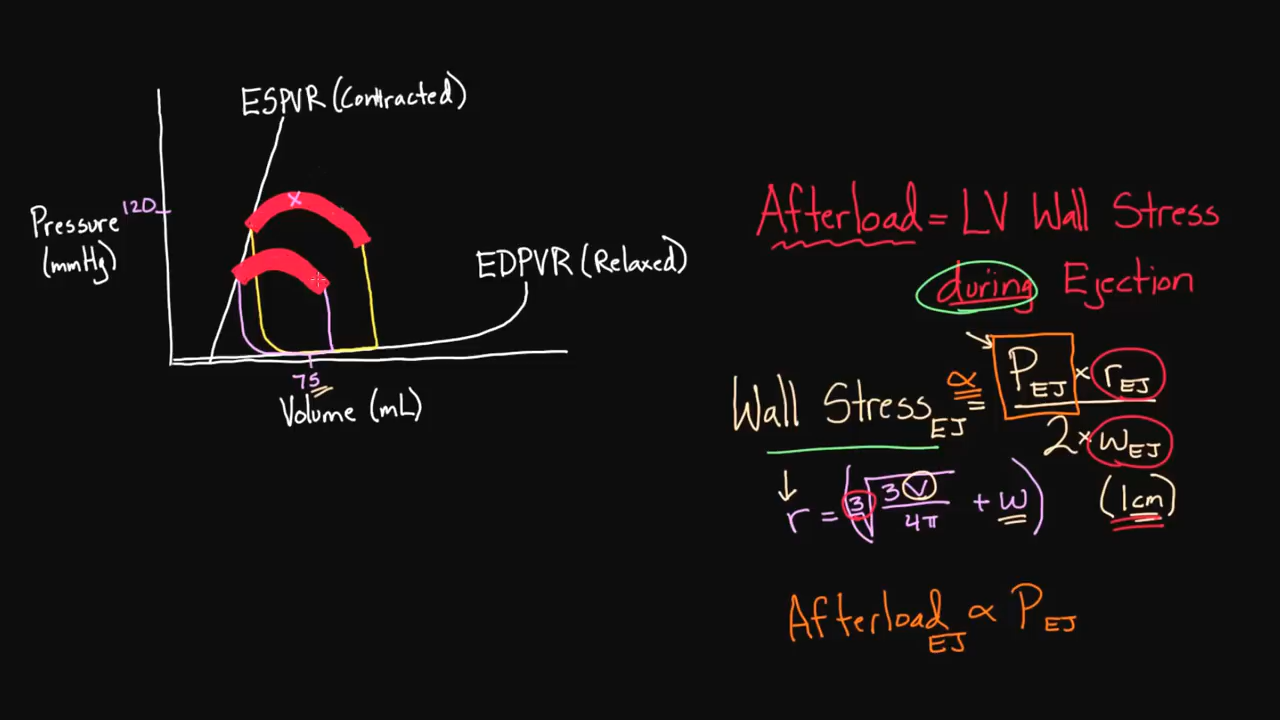 ESPVR (Contracted)
Pressure
(mmHg)
120
x
EDPVR (Relaxed)
75
Volume (mL)
Afterload = LV Wall Stress
during Ejection
Wall Stress EJ ∝ = P EJ × r EJ
2 × w EJ
(1cm)
r = (3√3V/4π + w)
Afterload EJ ∝ P EJ